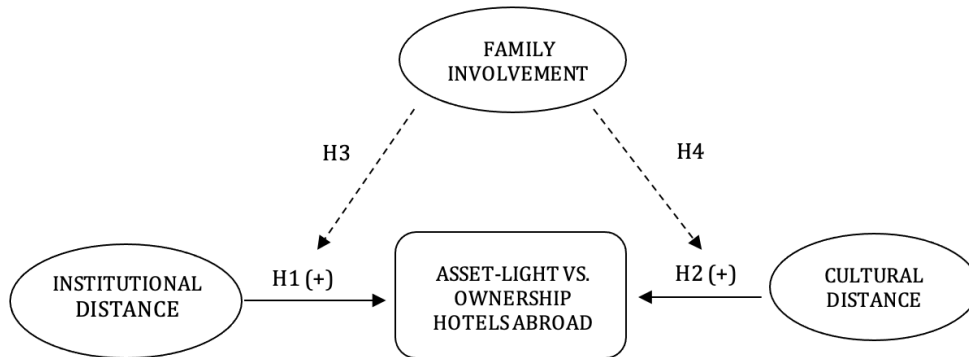 FAMILY
INVOLVEMENT
H3
H4
INSTITUTIONAL
DISTANCE
H1 (+)
ASSET-LIGHT VS.
OWNERSHIP
HOTELS ABROAD
H2 (+)
CULTURAL
DISTANCE